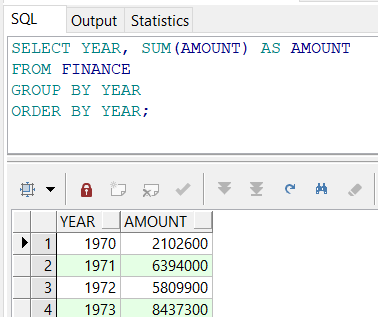 SQL Output Statistics
SELECT YEAR, SUM(AMOUNT) AS AMOUNT
FROM FINANCE
GROUP BY YEAR
ORDER BY YEAR;
YEAR AMOUNT
1 1970 2102600
2 1971 6394000
3 1972 5809900
4 1973 8437300